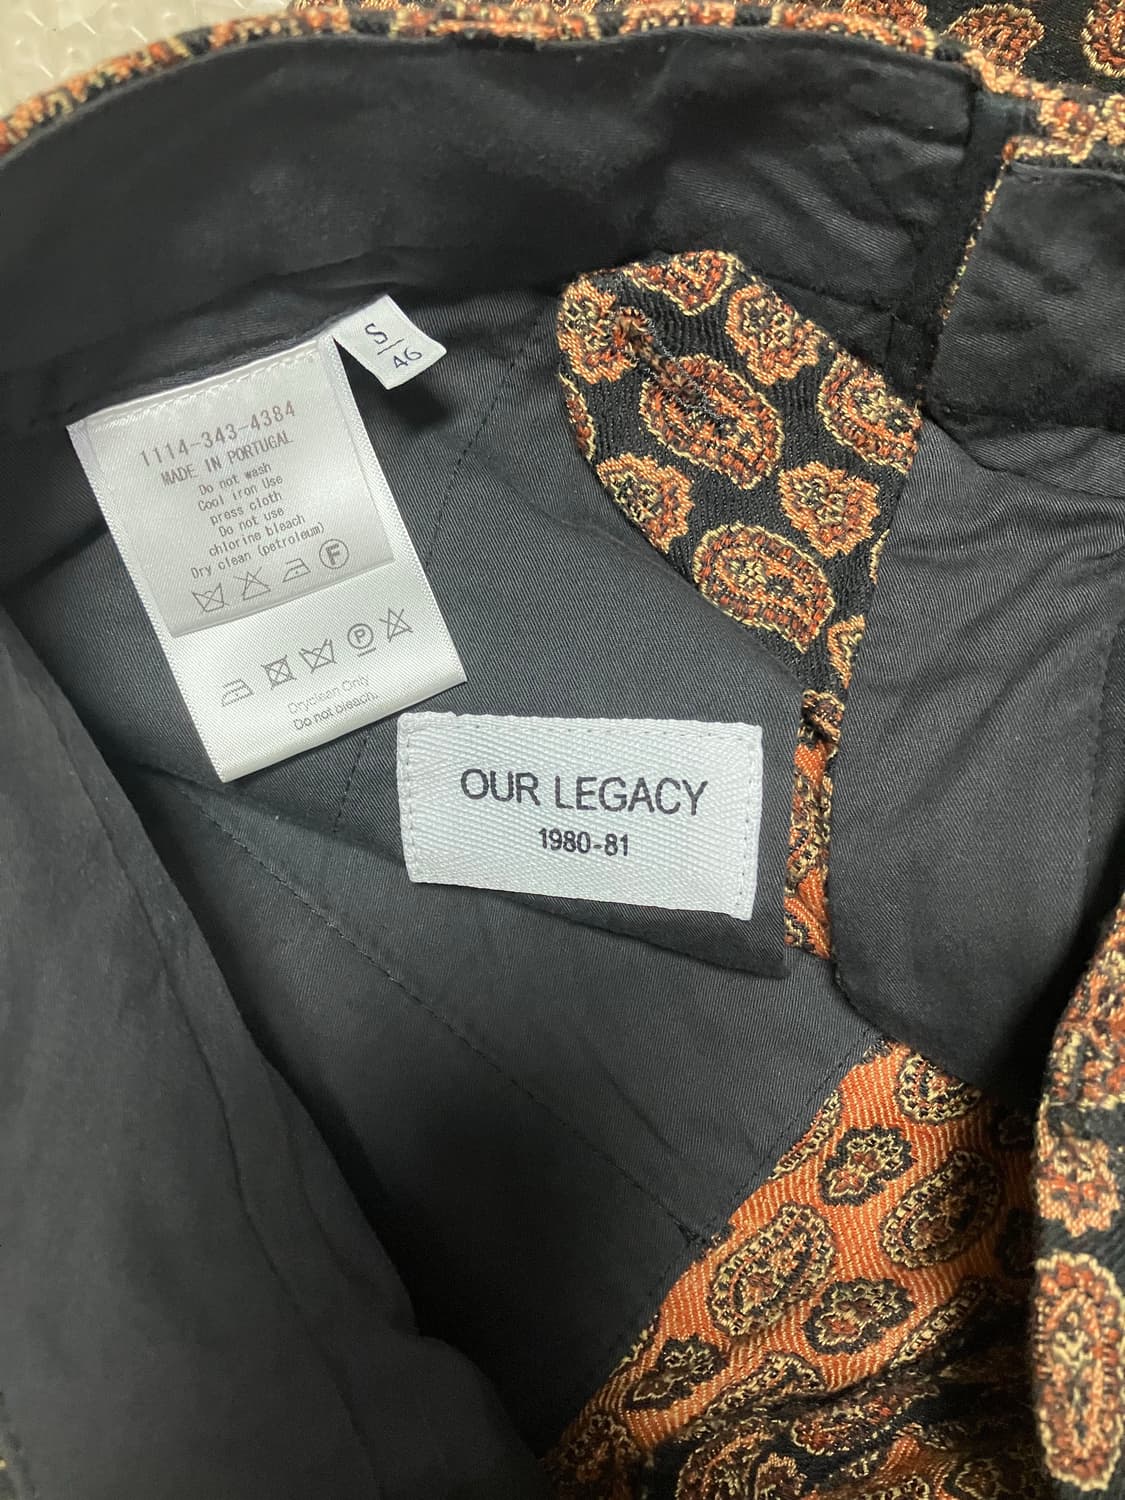 S/46
1114-343-4384
MADE IN PORTUGAL
Do not wash
Cool iron Use
press cloth
Do not use
chlorine bleach
Dry clean (petroleum)
F
P
Dryclean Only
Do not bleach.
OUR LEGACY
1980-81